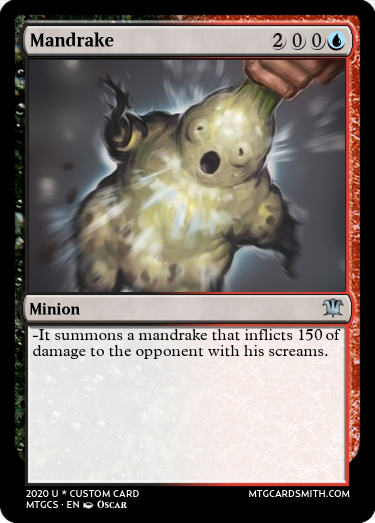 Mandrake 2 0 0
Minion
-It summons a mandrake that inflicts 150 of
damage to the opponent with his screams.
2020 U * CUSTOM CARD
MTGCARDSMITH.COM
MTGCS · EN Oscar